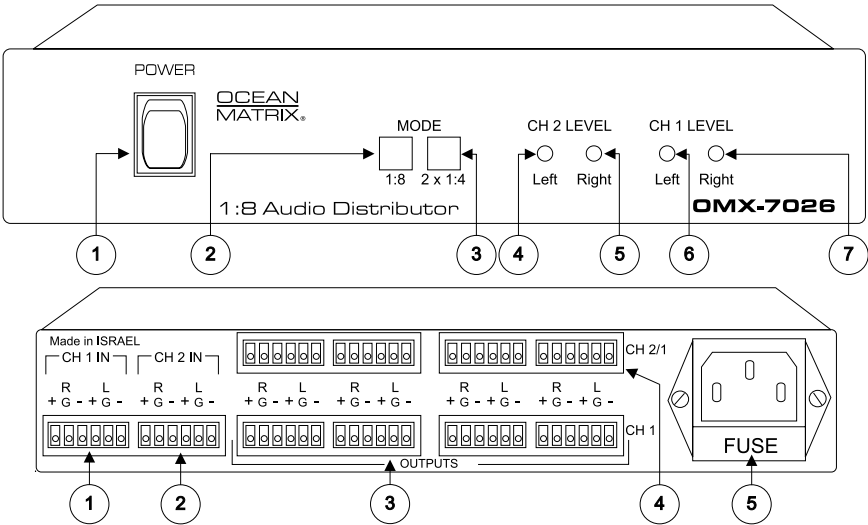 POWER
OCEAN
MATRIX®
MODE
1:8 2 x 1:4
CH 2 LEVEL
Left Right
CH 1 LEVEL
Left Right
1:8 Audio Distributor
OMX-7026
1 2 3 4 5 6 7
Made in ISRAEL
CH 1 IN CH 2 IN
CH 2/1
R L R L R L R L R L R L
+ G - + G - + G - + G - + G - + G - + G - + G - + G - + G - + G - + G -
CH 1
OUTPUTS
FUSE
1 2 3 4 5